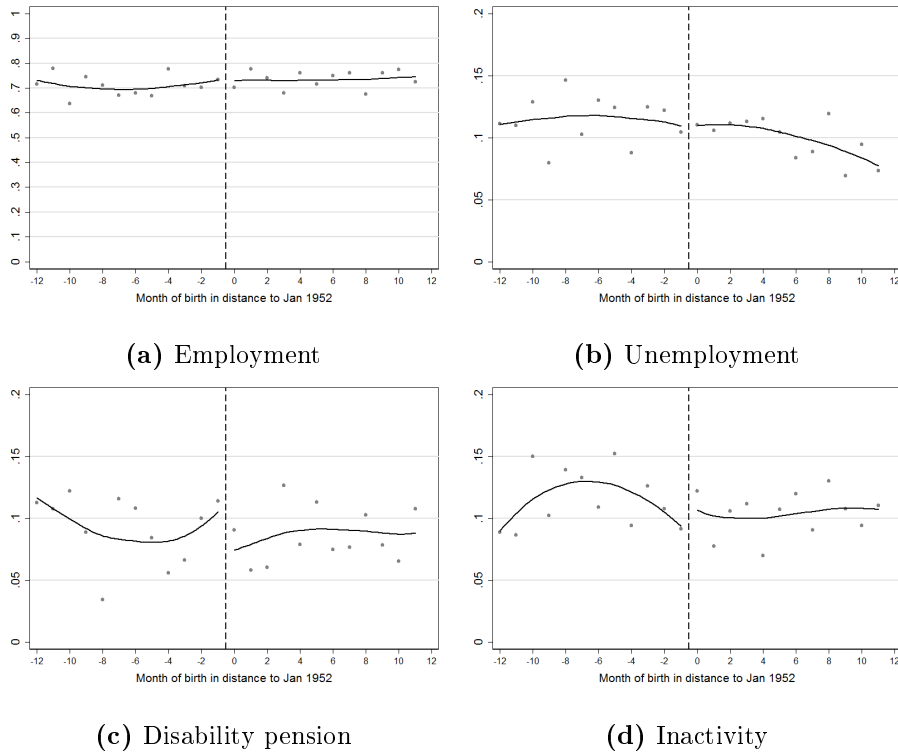 0 .1 .2 .3 .4 .5 .6 .7 .8 .9 1
-12 -10 -8 -6 -4 -2 0 2 4 6 8 10 12
Month of birth in distance to Jan 1952
(a) Employment
0 .05 .1 .15 .2
-12 -10 -8 -6 -4 -2 0 2 4 6 8 10 12
Month of birth in distance to Jan 1952
(b) Unemployment
0 .05 .1 .15 .2
-12 -10 -8 -6 -4 -2 0 2 4 6 8 10 12
Month of birth in distance to Jan 1952
(c) Disability pension
0 .05 .1 .15 .2
-12 -10 -8 -6 -4 -2 0 2 4 6 8 10 12
Month of birth in distance to Jan 1952
(d) Inactivity